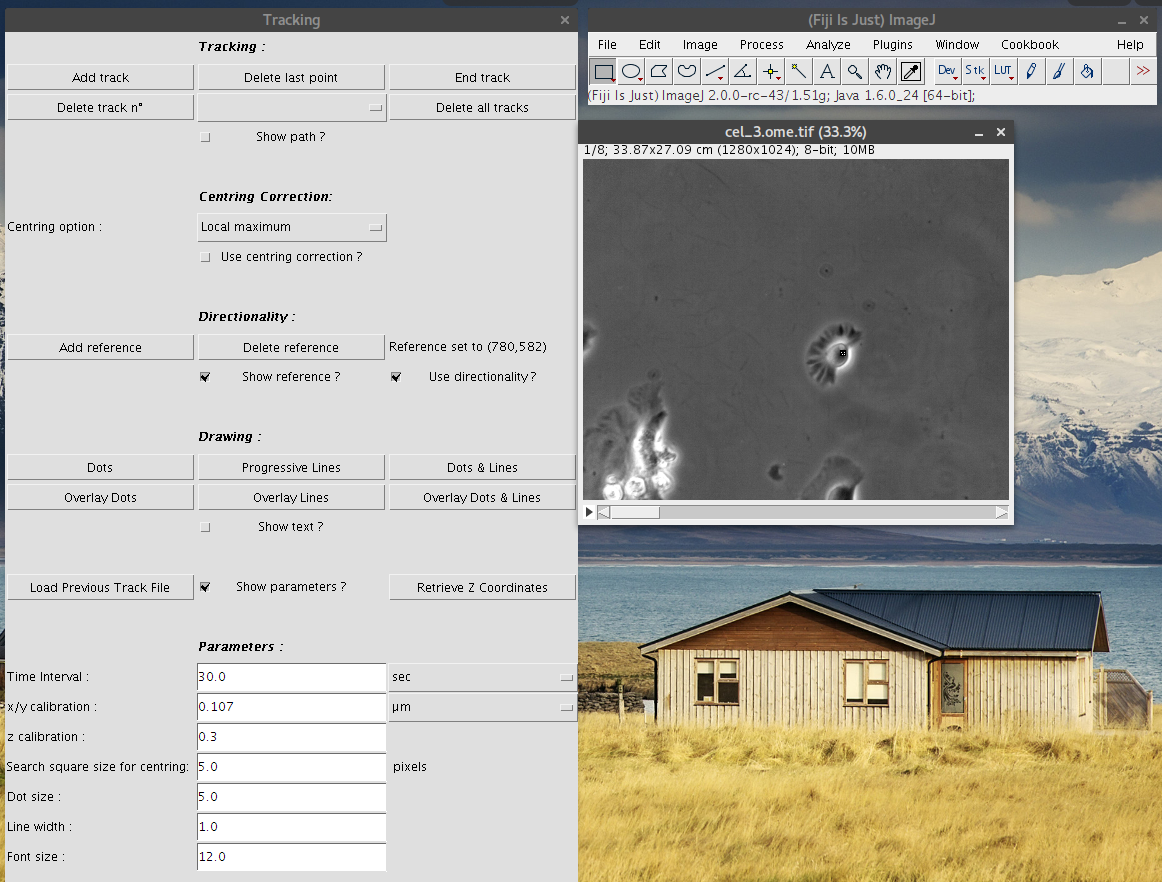 Tracking
Tracking :
Add track Delete last point End track
Delete track n° Delete all tracks
Show path ?
Centring Correction:
Centring option : Local maximum
Use centring correction ?
Directionality :
Add reference Delete reference Reference set to (780,582)
Show reference ? Use directionality ?
Drawing :
Dots Progressive Lines Dots & Lines
Overlay Dots Overlay Lines Overlay Dots & Lines
Show text ?
Load Previous Track File Show parameters ? Retrieve Z Coordinates
Parameters :
Time Interval : 30.0 sec
x/y calibration : 0.107 µm
z calibration : 0.3
Search square size for centring: 5.0 pixels
Dot size : 5.0
Line width : 1.0
Font size : 12.0
(Fiji Is Just) ImageJ
File Edit Image Process Analyze Plugins Window Cookbook Help
A Dev Stk LUT >>
(Fiji Is Just) ImageJ 2.0.0-rc-43/1.51g; Java 1.6.0_24 [64-bit];
cel_3.ome.tif (33.3%)
1/8; 33.87x27.09 cm (1280x1024); 8-bit; 10MB